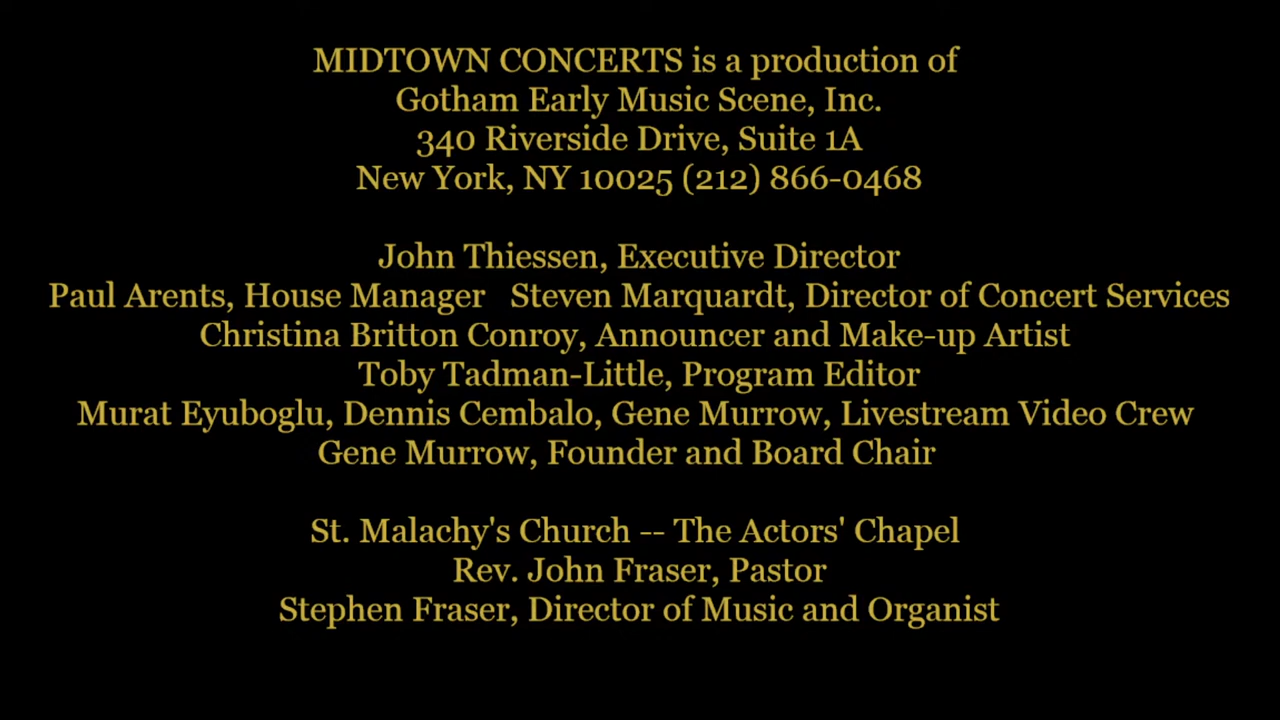 MIDTOWN CONCERTS is a production of
Gotham Early Music Scene, Inc.
340 Riverside Drive, Suite 1A
New York, NY 10025 (212) 866-0468
John Thiessen, Executive Director
Paul Arents, House Manager   Steven Marquardt, Director of Concert Services
Christina Britton Conroy, Announcer and Make-up Artist
Toby Tadman-Little, Program Editor
Murat Eyuboglu, Dennis Cembalo, Gene Murrow, Livestream Video Crew
Gene Murrow, Founder and Board Chair
St. Malachy's Church -- The Actors' Chapel
Rev. John Fraser, Pastor
Stephen Fraser, Director of Music and Organist